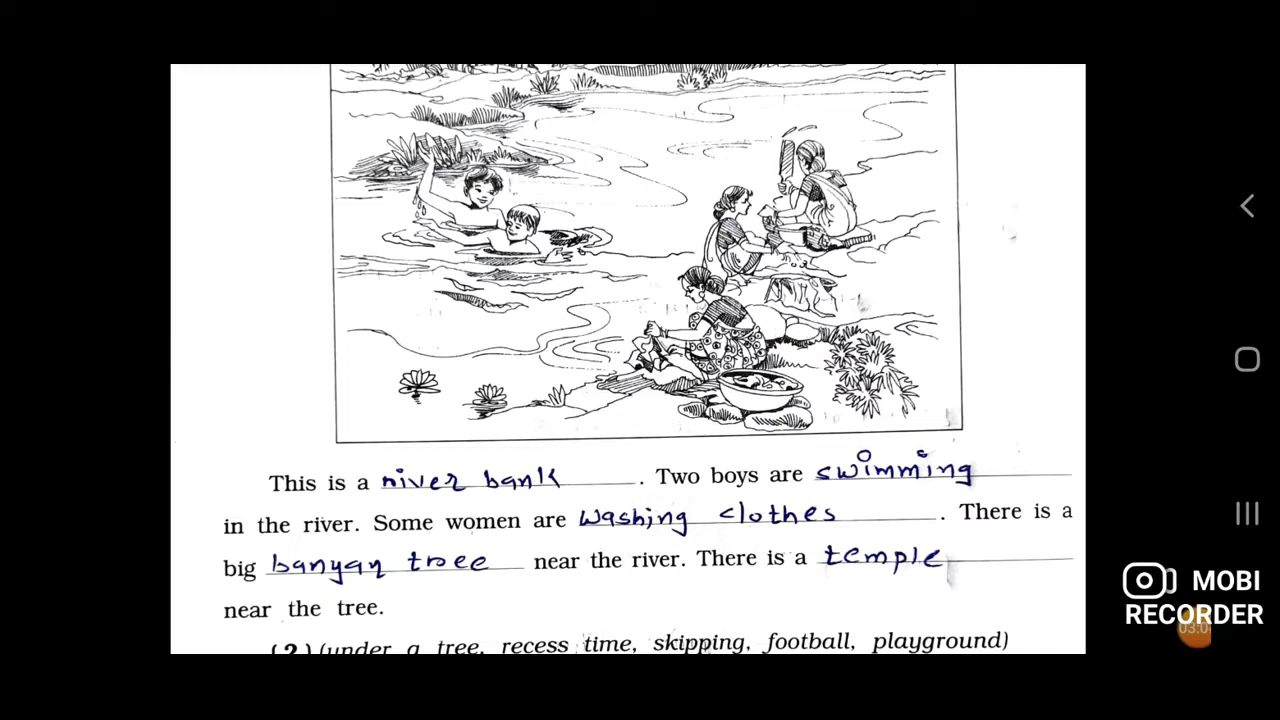 This is a river bank. Two boys are swimming
in the river. Some women are washing clothes. There is a
big banyan tree near the river. There is a temple
near the tree.
(2) (under a tree, recess time, skipping, football, playground)
MOBI
RECORDER